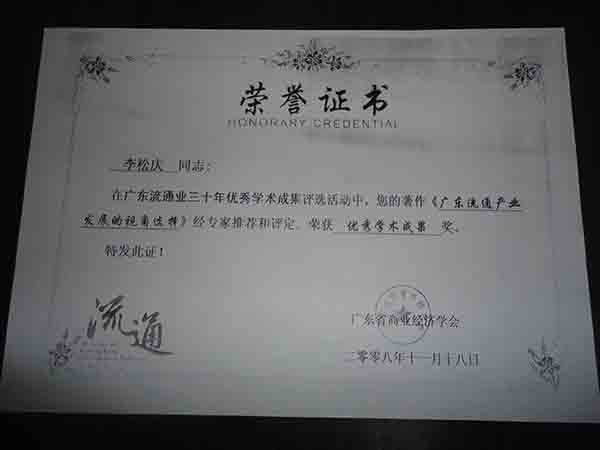 荣誉证书
HONORARY CREDENTIAL
李松庆 同志：
在广东流通业三十年优秀学术成集评选活动中，您的著作《广东流通产业
发展的视角选择》经专家推荐和评定，荣获 优秀学术成果 奖。
特发此证！
流通
广东省商业经济学会
二零零八年十一月十八日